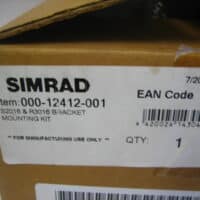 7/20
SIMRAD
EAN Code
Item: 000-12412-001
S2016 & R3016 BRACKET
MOUNTING KIT
** FOR MANUFACTURING USE ONLY **
QTY: 1